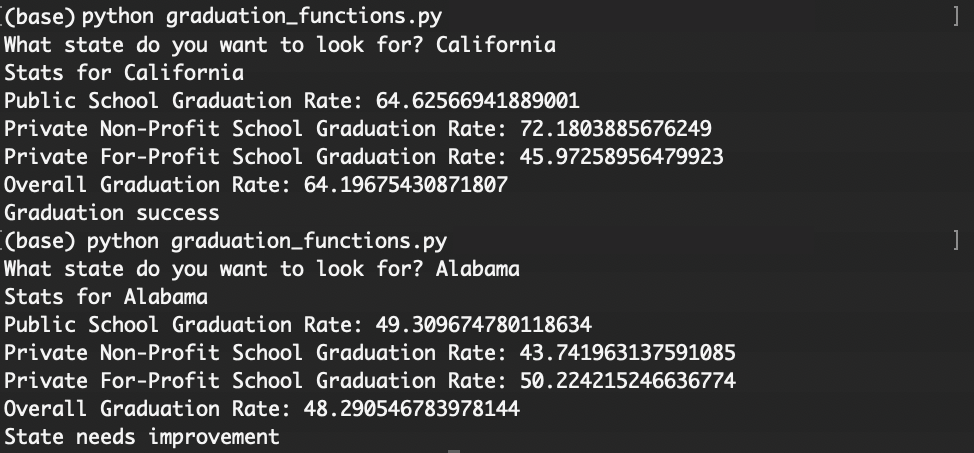 [(base) python graduation_functions.py ]
What state do you want to look for? California
Stats for California
Public School Graduation Rate: 64.62566941889001
Private Non-Profit School Graduation Rate: 72.1803885676249
Private For-Profit School Graduation Rate: 45.97258956479923
Overall Graduation Rate: 64.19675430871807
Graduation success
[(base) python graduation_functions.py ]
What state do you want to look for? Alabama
Stats for Alabama
Public School Graduation Rate: 49.309674780118634
Private Non-Profit School Graduation Rate: 43.741963137591085
Private For-Profit School Graduation Rate: 50.224215246636774
Overall Graduation Rate: 48.290546783978144
State needs improvement